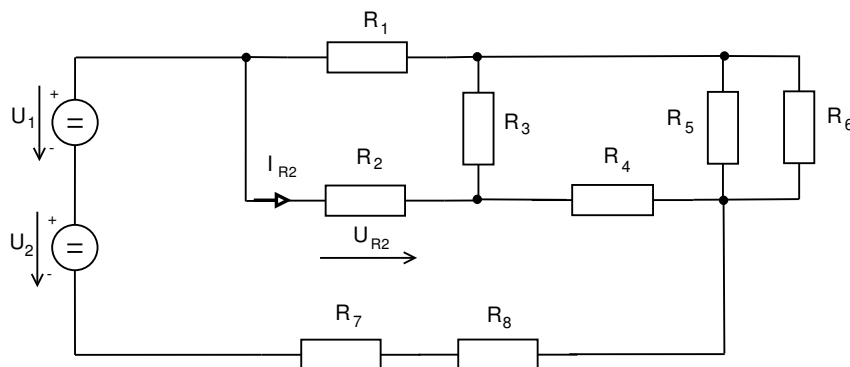 R1
U1
+
-
=
R3
R5
R6
IR2
R2
R4
UR2
U2
+
-
=
R7
R8